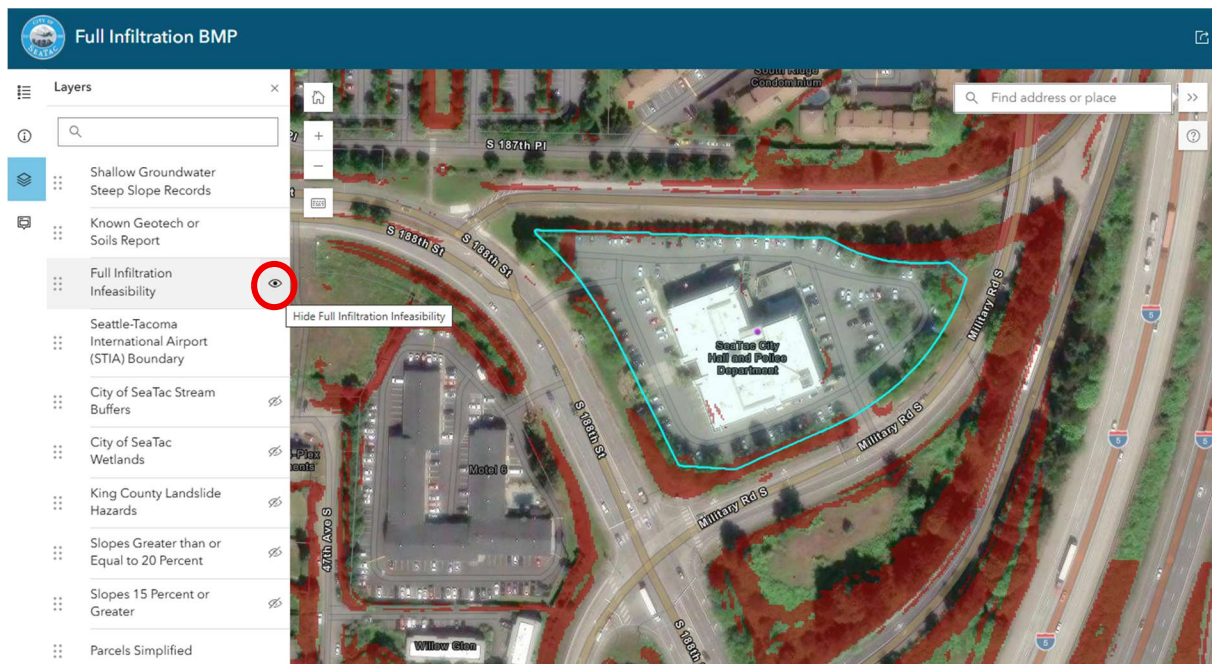 CITY OF
SEATAC
Full Infiltration BMP
Layers
Shallow Groundwater
Steep Slope Records
Known Geotech or
Soils Report
Full Infiltration
Infeasibility
Hide Full Infiltration Infeasibility
Seattle-Tacoma
International Airport
(STIA) Boundary
City of SeaTac Stream
Buffers
City of SeaTac
Wetlands
King County Landslide
Hazards
Slopes Greater than or
Equal to 20 Percent
Slopes 15 Percent or
Greater
Parcels Simplified
Find address or place
South Ridge
Condominium
S 187th Pl
S 188th St
S 188th St
SeaTac City
Hall and Police
Department
Military Rd S
Military Rd S
Military Rd S
S 188th St
S 188th
Motel 6
47th Ave S
Willow Glen
5
5
5
5